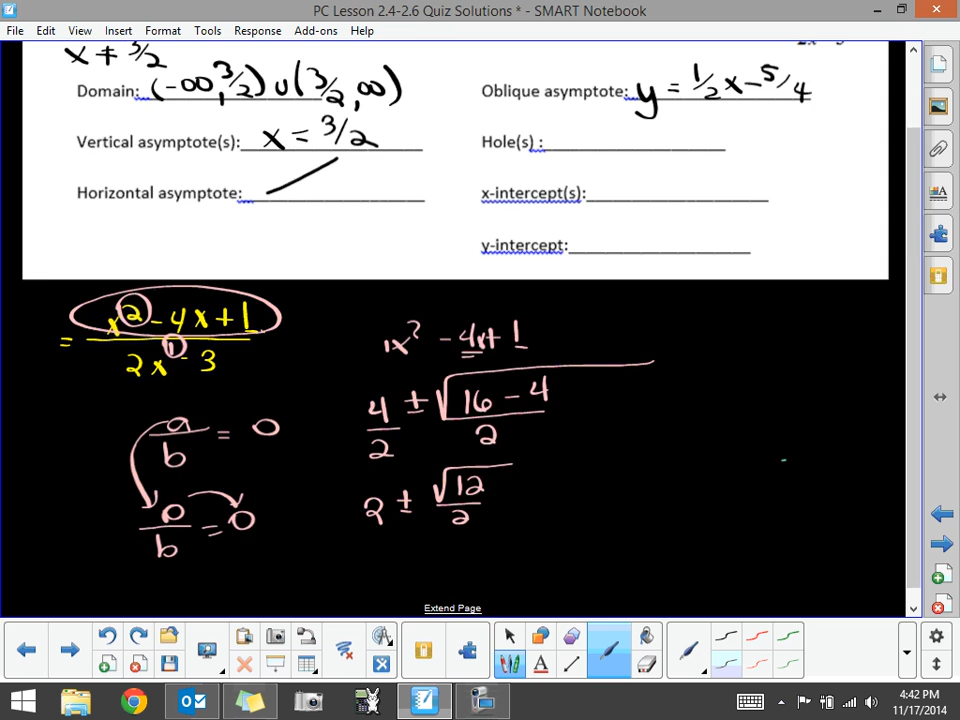 PC Lesson 2.4-2.6 Quiz Solutions * - SMART Notebook
File Edit View Insert Format Tools Response Add-ons Help
x ≠ 3/2
Domain: (-∞, 3/2) ∪ (3/2, ∞)
Oblique asymptote: y = 1/2 x - 5/4
Vertical asymptote(s): x = 3/2
Hole(s) :
Horizontal asymptote:
x-intercept(s):
y-intercept:
= x² - 4x + 1
2x¹ - 3
1x² - 4x + 1
4 ± √16 - 4
2 2
a = 0
b
2 ± √12
2
0 = 0
b
Extend Page
A
4:42 PM
11/17/2014